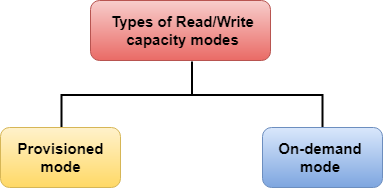 Types of Read/Write
capacity modes
Provisioned
mode
On-demand
mode